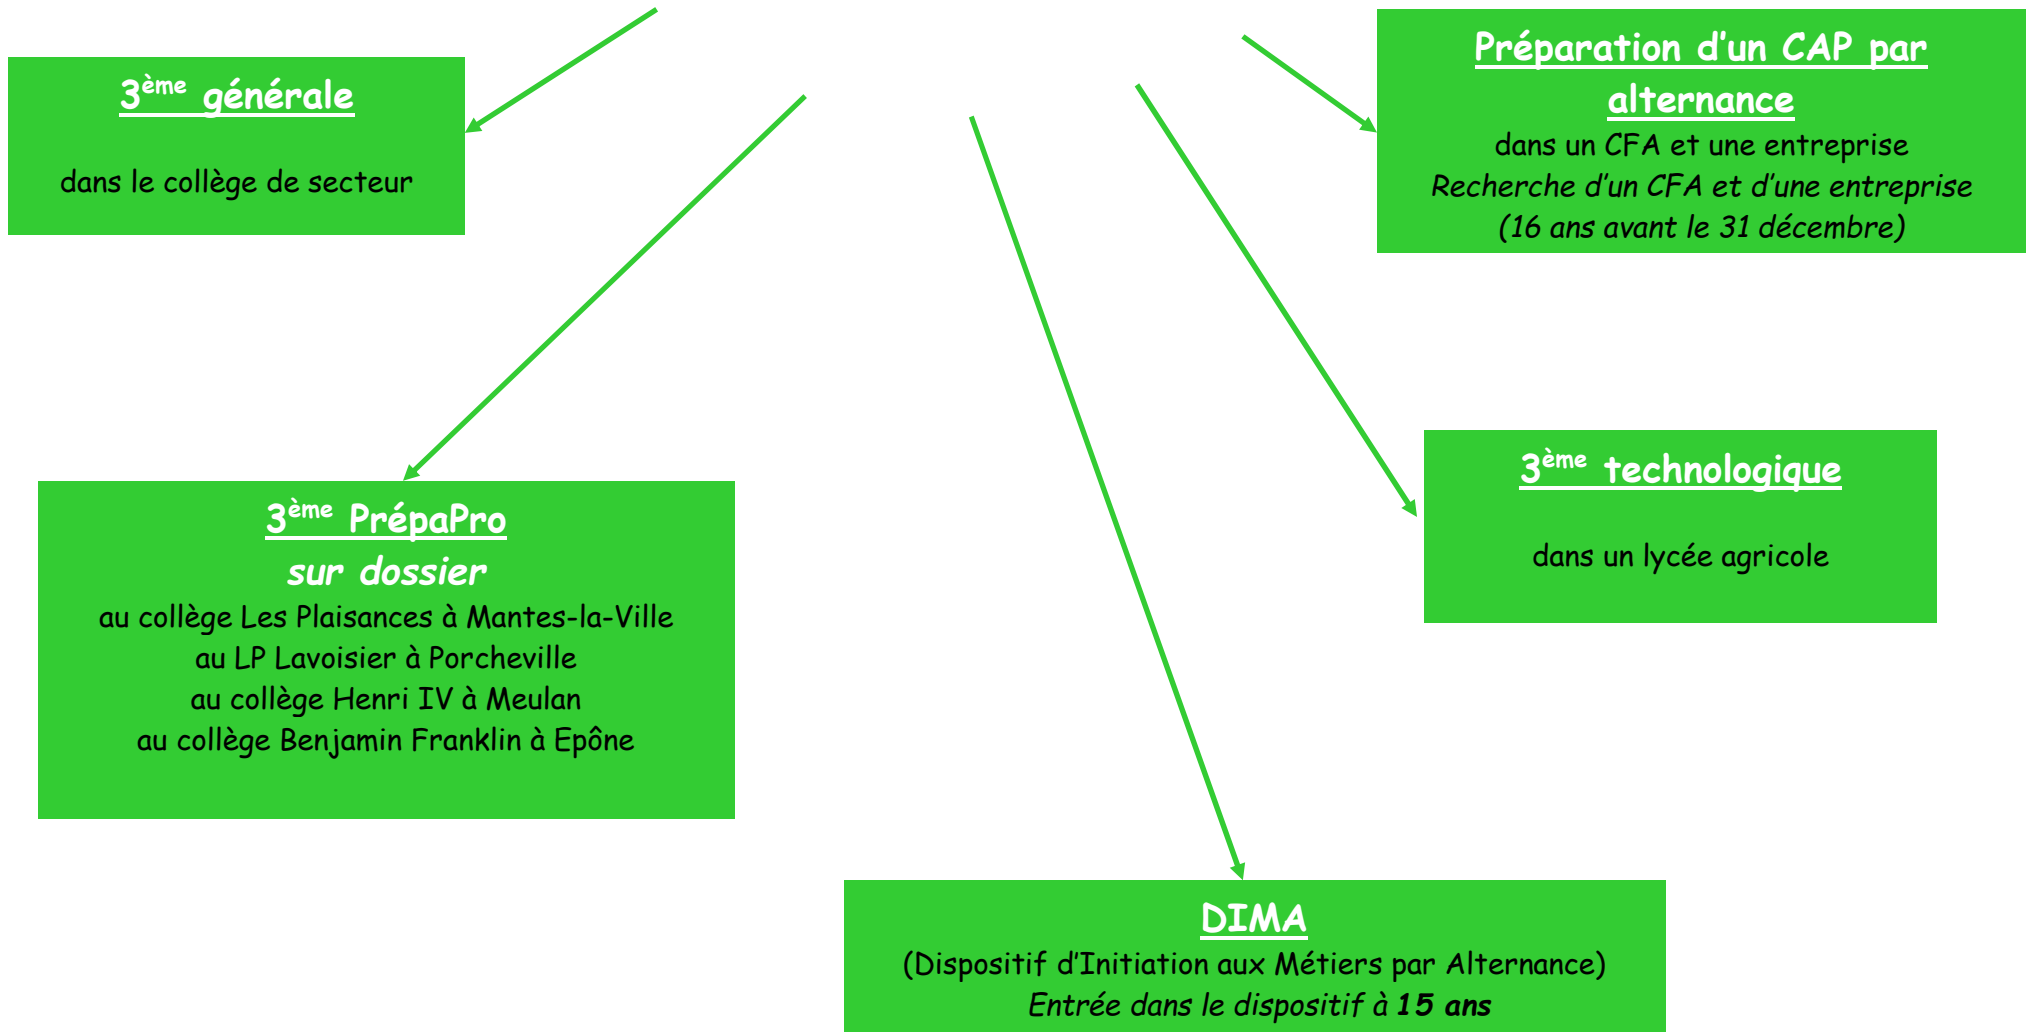 3ème générale
dans le collège de secteur
Préparation d'un CAP par
alternance
dans un CFA et une entreprise
Recherche d'un CFA et d'une entreprise
(16 ans avant le 31 décembre)
3ème PrépaPro
sur dossier
au collège Les Plaisances à Mantes-la-Ville
au LP Lavoisier à Porcheville
au collège Henri IV à Meulan
au collège Benjamin Franklin à Epône
3ème technologique
dans un lycée agricole
DIMA
(Dispositif d'Initiation aux Métiers par Alternance)
Entrée dans le dispositif à 15 ans